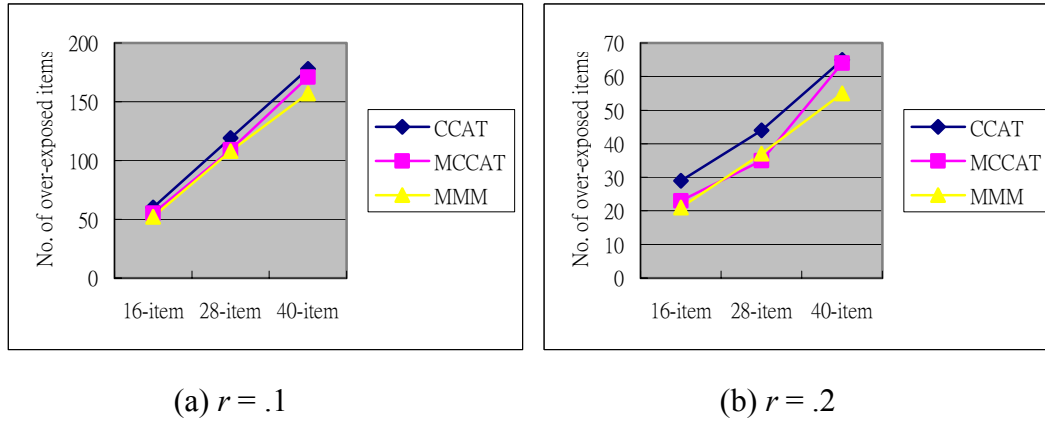 No. of over-exposed items
200
150
100
50
0
16-item 28-item 40-item
CCAT
MCCAT
MMM
(a) r = .1
No. of over-exposed items
70
60
50
40
30
20
10
0
16-item 28-item 40-item
CCAT
MCCAT
MMM
(b) r = .2